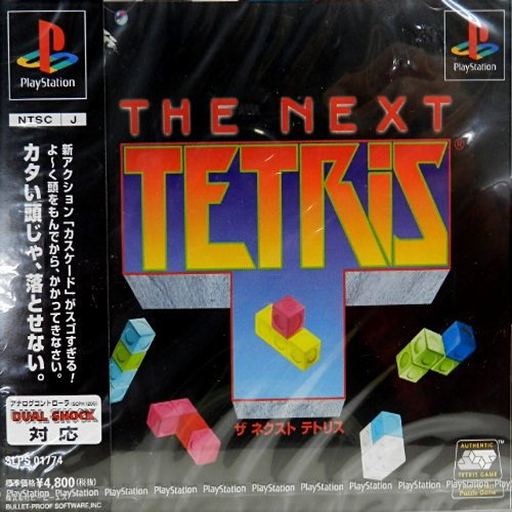 PlayStation
NTSC J
新アクション「カスケード」がスゴすぎる!
よ〜く頭をもんでから、かかってきなさい。
カタい頭じゃ、落とせない。
アナログコントローラ(SCPH-1200)
DUAL SHOCK
対応
SLPS 01774
標準価格¥4,800(税抜)
BULLET-PROOF SOFTWARE, INC
PlayStation
THE NEXT
TETRiS®
ザ ネクスト テトリス
AUTHENTIC
TETRIS GAME
Puzzle Game
PlayStation PlayStation PlayStation PlayStation PlayStation PlayStation PlayStation PlayStation